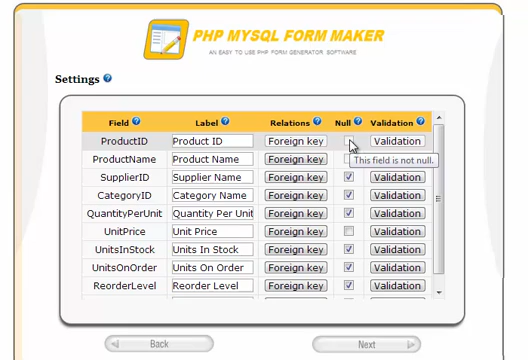 PHP MYSQL FORM MAKER
AN EASY TO USE PHP FORM GENERATOR SOFTWARE
Settings ?
Field ? Label ? Relations ? Null ? Validation ?
ProductID Product ID Foreign key Validation
This field is not null.
ProductName Product Name Foreign key
SupplierID Supplier Name Foreign key Validation
CategoryID Category Name Foreign key Validation
QuantityPerUnit Quantity Per Unit Foreign key Validation
UnitPrice Unit Price Foreign key Validation
UnitsInStock Units In Stock Foreign key Validation
UnitsOnOrder Units On Order Foreign key Validation
ReorderLevel Reorder Level Foreign key Validation
Back Next